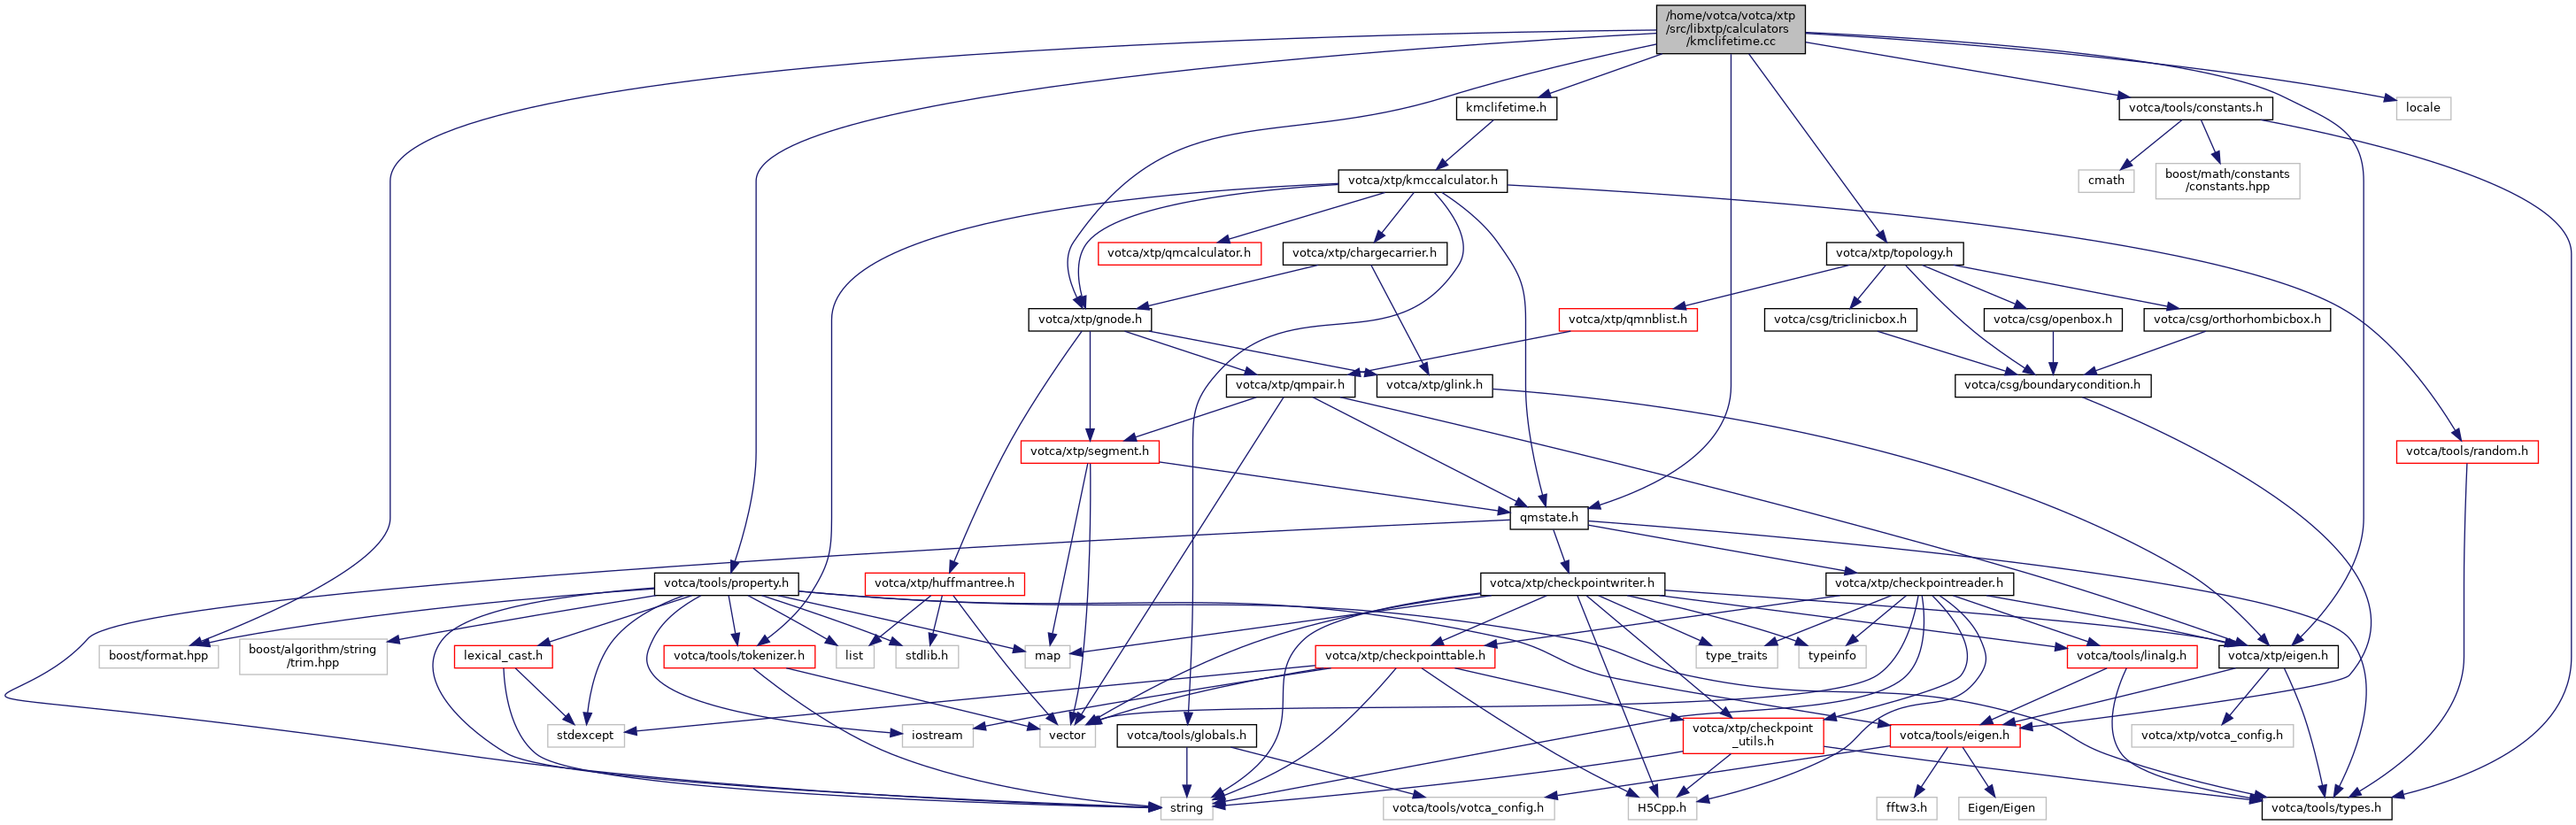 /home/votca/votca/xtp
/src/libxtp/calculators
/kmclifetime.cc
kmclifetime.h
votca/tools/constants.h
locale
votca/xtp/kmccalculator.h
cmath
boost/math/constants
/constants.hpp
votca/xtp/qmcalculator.h
votca/xtp/chargecarrier.h
votca/xtp/topology.h
votca/xtp/gnode.h
votca/xtp/qmnblist.h
votca/csg/triclinicbox.h
votca/csg/openbox.h
votca/csg/orthorhombicbox.h
votca/xtp/qmpair.h
votca/xtp/glink.h
votca/csg/boundarycondition.h
votca/xtp/segment.h
votca/tools/random.h
qmstate.h
votca/tools/property.h
votca/xtp/huffmantree.h
votca/xtp/checkpointwriter.h
votca/xtp/checkpointreader.h
boost/format.hpp
boost/algorithm/string
/trim.hpp
lexical_cast.h
votca/tools/tokenizer.h
list
stdlib.h
map
votca/xtp/checkpointtable.h
type_traits
typeinfo
votca/tools/linalg.h
votca/xtp/eigen.h
stdexcept
iostream
vector
votca/tools/globals.h
votca/xtp/checkpoint
_utils.h
votca/tools/eigen.h
votca/xtp/votca_config.h
string
votca/tools/votca_config.h
H5Cpp.h
fftw3.h
Eigen/Eigen
votca/tools/types.h